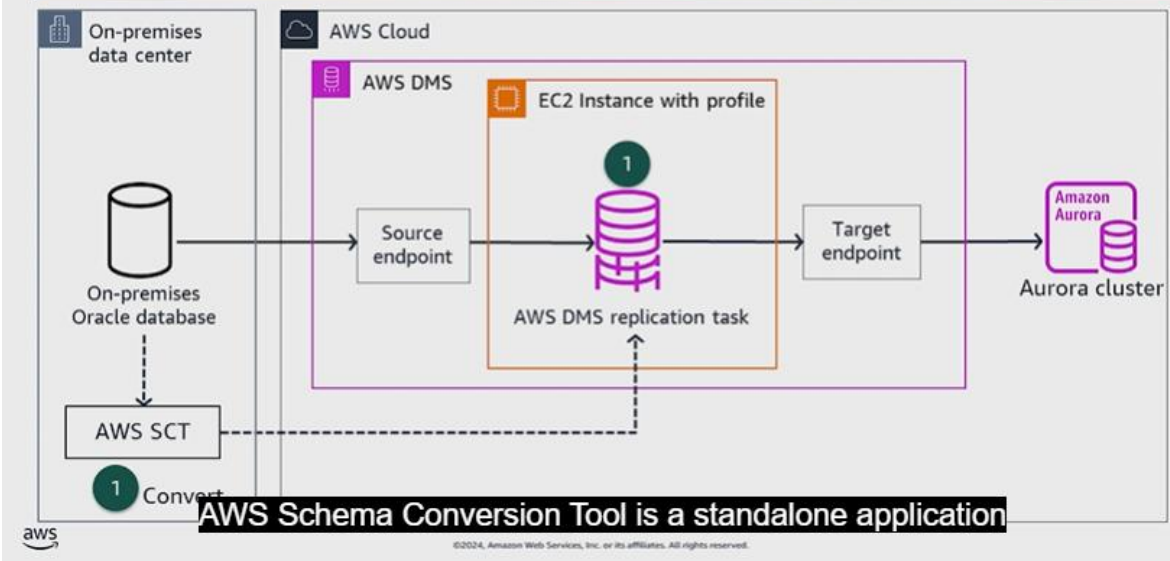 On-premises
data center
AWS Cloud
AWS DMS
EC2 Instance with profile
1
Source
endpoint
Target
endpoint
Amazon
Aurora
Aurora cluster
On-premises
Oracle database
AWS DMS replication task
AWS SCT
1 Convert
AWS Schema Conversion Tool is a standalone application
aws
©2024, Amazon Web Services, Inc. or its affiliates. All rights reserved.